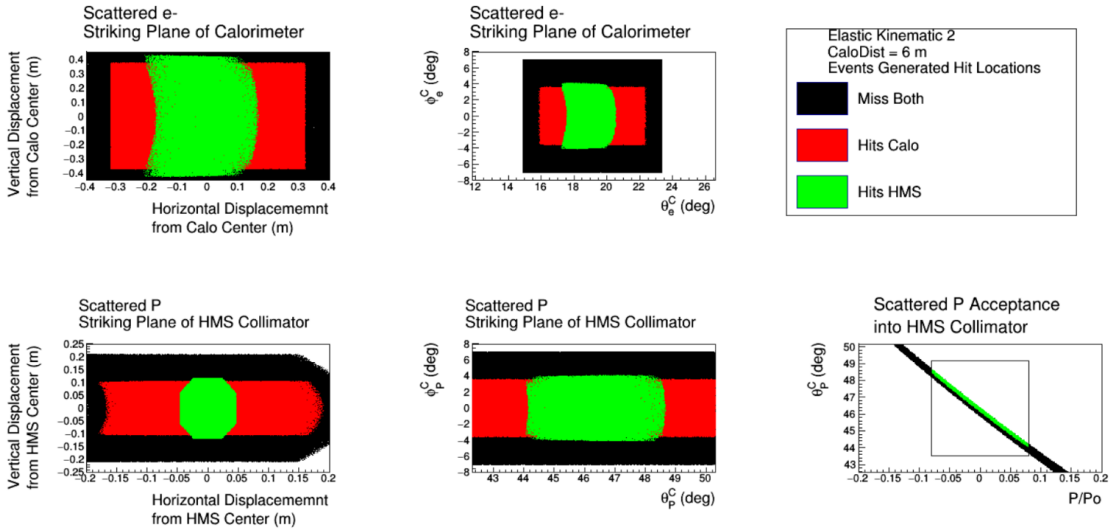 Scattered e-
Striking Plane of Calorimeter
Vertical Displacement
from Calo Center (m)
0.4
0.3
0.2
0.1
0
−0.1
−0.2
−0.3
−0.4
−0.4 −0.3 −0.2 −0.1 0 0.1 0.2 0.3 0.4
Horizontal Displacememnt
from Calo Center (m)
Scattered e-
Striking Plane of Calorimeter
ϕ_e^C (deg)
8
6
4
2
0
−2
−4
−6
−8
12 14 16 18 20 22 24 26
θ_e^C (deg)
Elastic Kinematic 2
CaloDist = 6 m
Events Generated Hit Locations
Miss Both
Hits Calo
Hits HMS
Scattered P
Striking Plane of HMS Collimator
Vertical Displacement
from HMS Center (m)
0.25
0.2
0.15
0.1
0.05
0
−0.05
−0.1
−0.15
−0.2
−0.25
−0.2 −0.15 −0.1 −0.05 0 0.05 0.1 0.15 0.2
Horizontal Displacememnt
from HMS Center (m)
Scattered P
Striking Plane of HMS Collimator
ϕ_P^C (deg)
8
6
4
2
0
−2
−4
−6
−8
43 44 45 46 47 48 49 50
θ_P^C (deg)
Scattered P Acceptance
into HMS Collimator
θ_P^C (deg)
50
49
48
47
46
45
44
43
−0.2 −0.15 −0.1 −0.05 0 0.05 0.1 0.15 0.2
P/Po